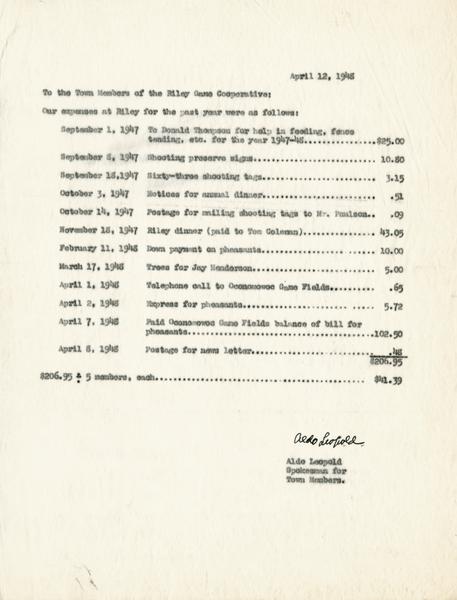 April 12, 1948
To the Town Members of the Riley Game Cooperative:
Our expenses at Riley for the past year were as follows:
September 1, 1947 To Donald Thompson for help in feeding, fence
tending, etc. for the year 1947-48................$25.00
September 8, 1947 Shooting preserve signs............................ 10.80
September 18,1947 Sixty-three shooting tags.......................... 3.15
October 3, 1947 Notices for annual dinner.......................... .51
October 14, 1947 Postage for mailing shooting tags to Mr. Paulson.. .09
November 18, 1947 Riley dinner (paid to Tom Coleman)................. 43.05
February 11, 1948 Down payment on pheasants.......................... 10.00
March 17, 1948 Trees for Jay Henderson............................ 5.00
April 1, 1948 Telephone call to Oconomowoc Game Fields........... .65
April 2, 1948 Express for pheasants.............................. 5.72
April 7, 1948 Paid Oconomowoc Game Fields balance of bill for
pheasants.........................................102.50
April 8, 1948 Postage for news letter............................ .48
$206.95
$206.95 ÷ 5 members, each............................................ $41.39
Aldo Leopold
Aldo Leopold
Spokesman for
Town Members.